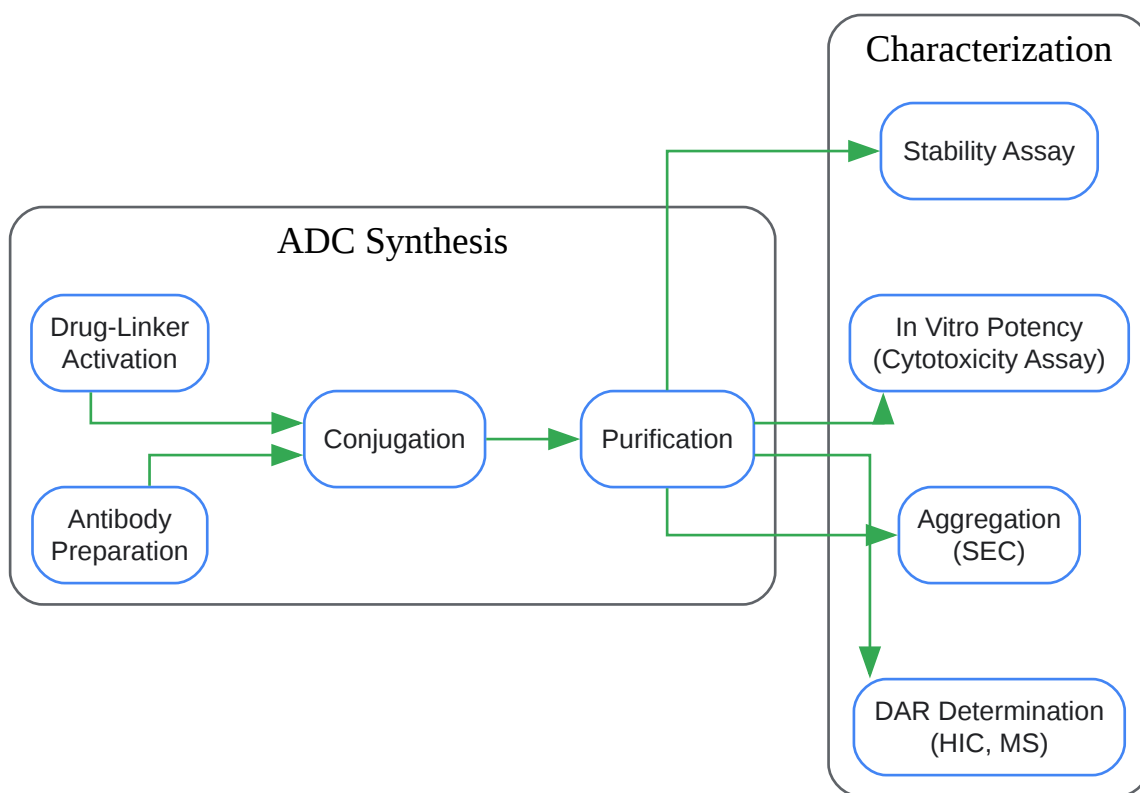 Characterization
Stability Assay
ADC Synthesis
Drug-Linker
Activation
In Vitro Potency
(Cytotoxicity Assay)
Conjugation
Purification
Antibody
Preparation
Aggregation
(SEC)
DAR Determination
(HIC, MS)